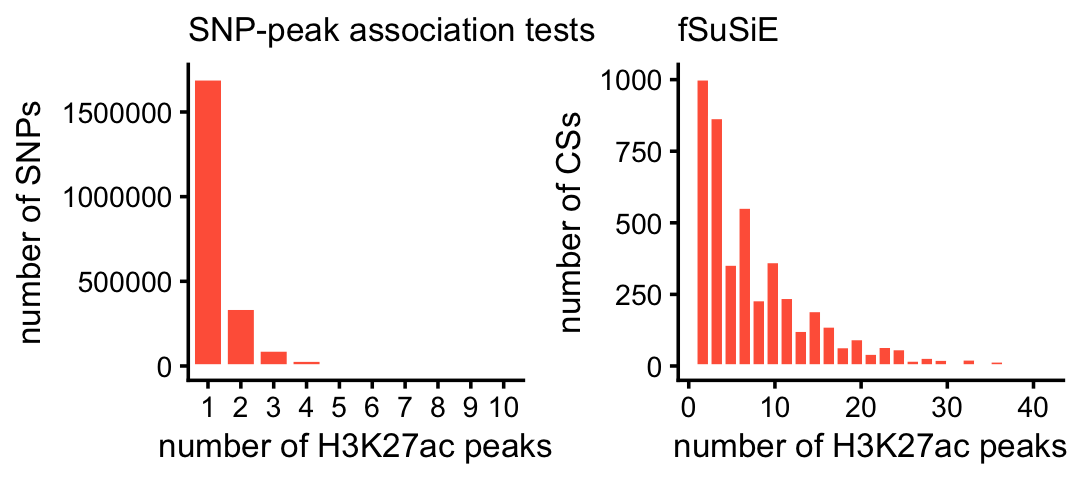 SNP-peak association tests
number of SNPs
1500000
1000000
500000
0
1 2 3 4 5 6 7 8 9 10
number of H3K27ac peaks
fSuSiE
number of CSs
1000
750
500
250
0
0 10 20 30 40
number of H3K27ac peaks